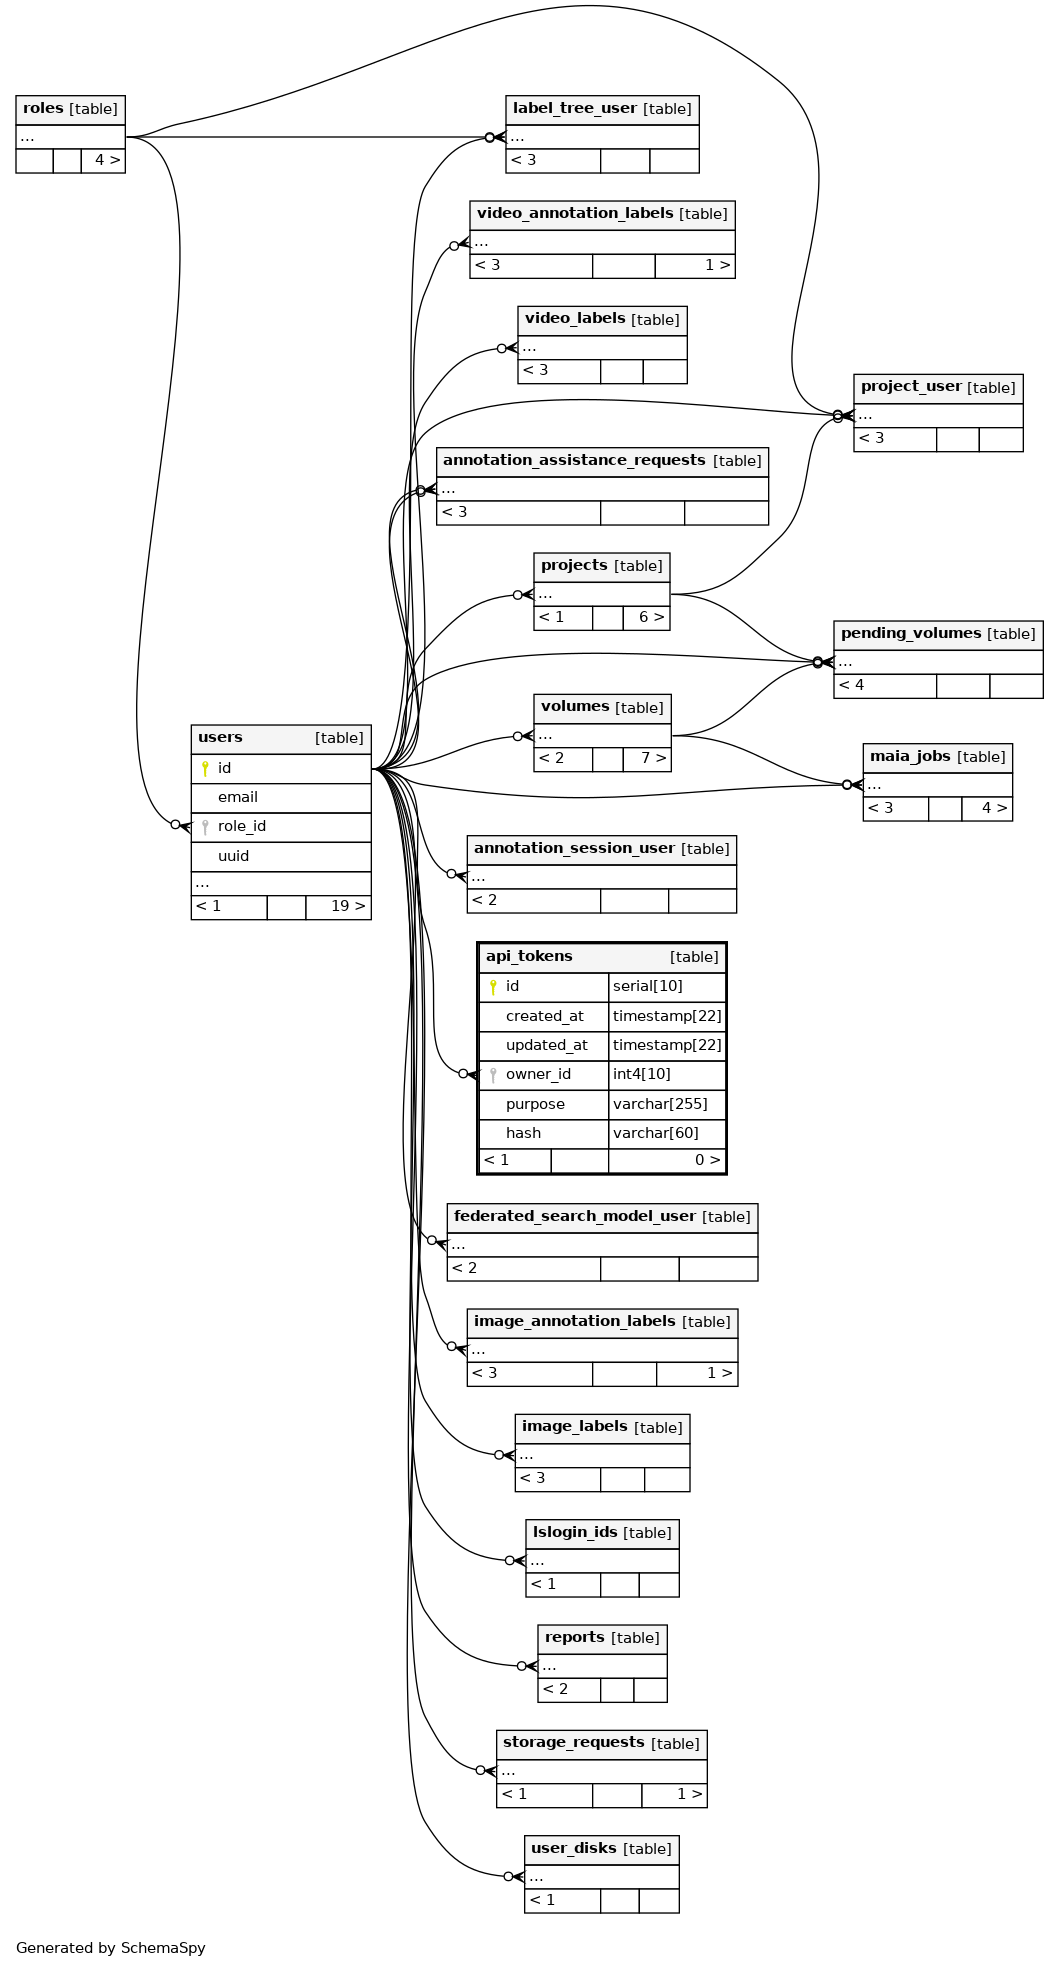 roles [table]
...
4 >
label_tree_user [table]
...
< 3
video_annotation_labels [table]
...
< 3 1 >
video_labels [table]
...
< 3
project_user [table]
...
< 3
annotation_assistance_requests [table]
...
< 3
projects [table]
...
< 1 6 >
pending_volumes [table]
...
< 4
volumes [table]
...
< 2 7 >
maia_jobs [table]
...
< 3 4 >
users [table]
id
email
role_id
uuid
...
< 1 19 >
annotation_session_user [table]
...
< 2
api_tokens [table]
id serial[10]
created_at timestamp[22]
updated_at timestamp[22]
owner_id int4[10]
purpose varchar[255]
hash varchar[60]
< 1 0 >
federated_search_model_user [table]
...
< 2
image_annotation_labels [table]
...
< 3 1 >
image_labels [table]
...
< 3
lslogin_ids [table]
...
< 1
reports [table]
...
< 2
storage_requests [table]
...
< 1 1 >
user_disks [table]
...
< 1
Generated by SchemaSpy